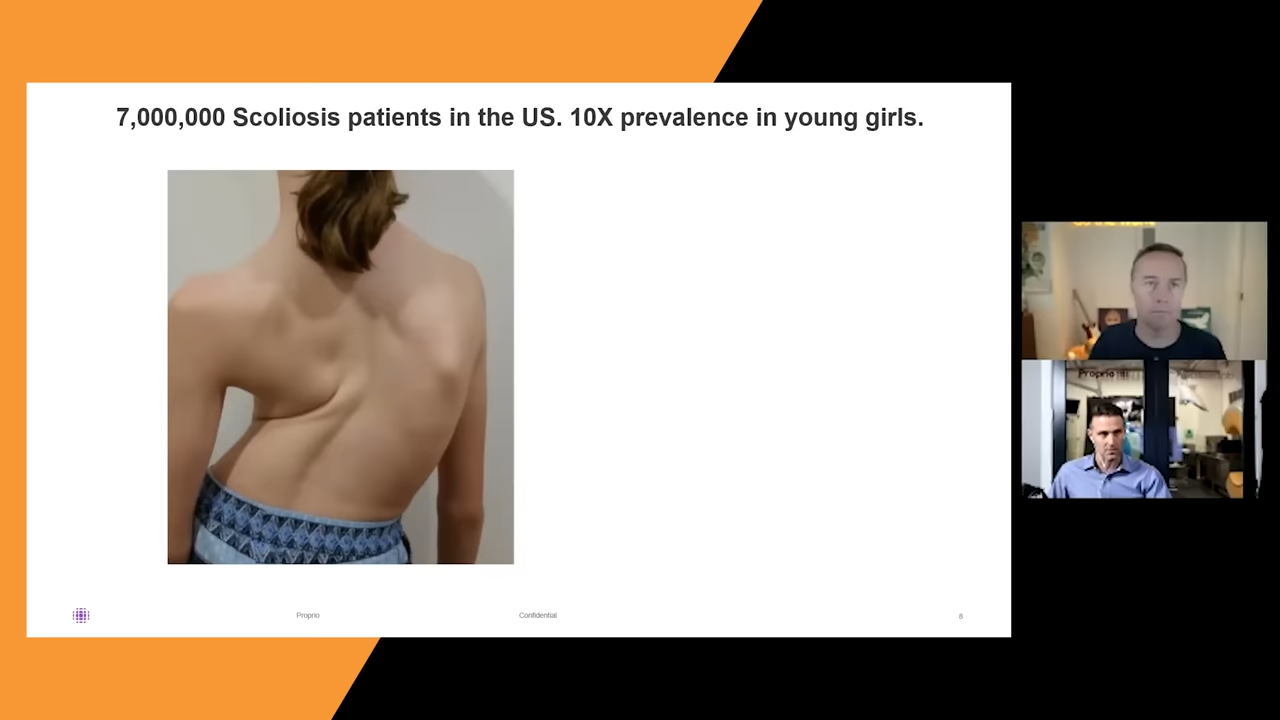 7,000,000 Scoliosis patients in the US. 10X prevalence in young girls.
Proprio
Confidential
8
Proprio